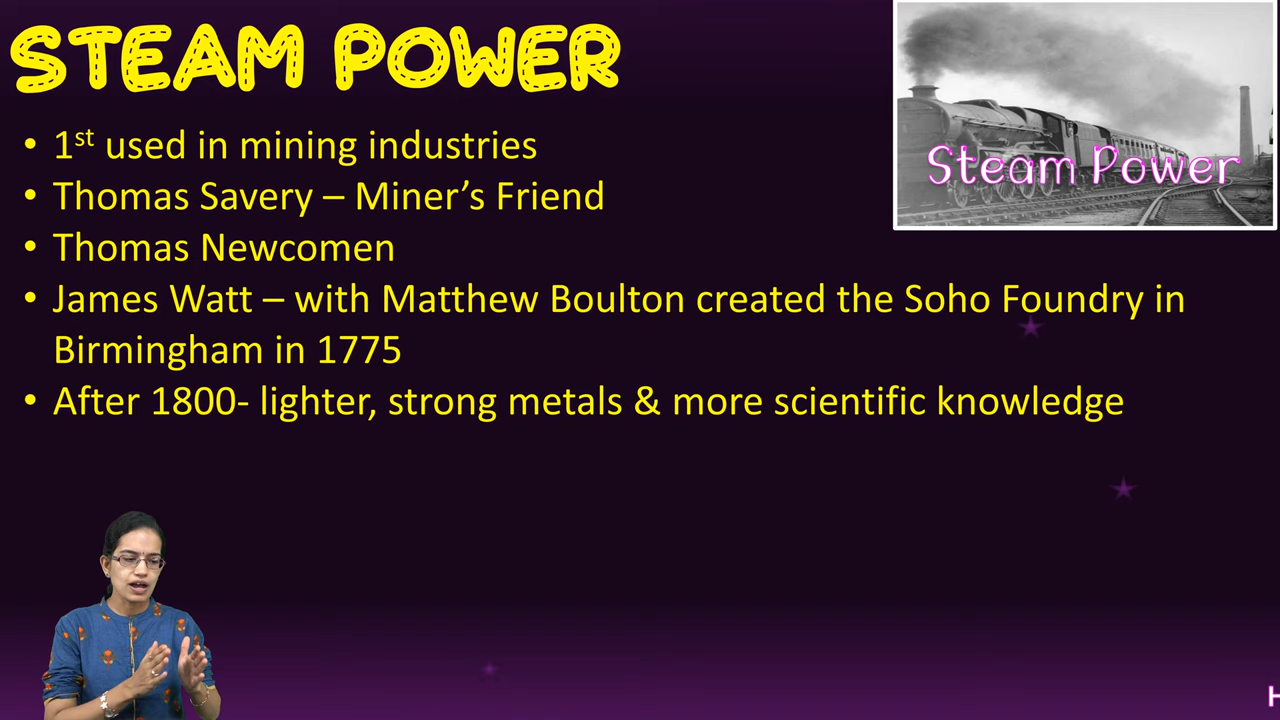 STEAM POWER
Steam Power
• 1st used in mining industries
• Thomas Savery – Miner’s Friend
• Thomas Newcomen
• James Watt – with Matthew Boulton created the Soho Foundry in
Birmingham in 1775
• After 1800- lighter, strong metals & more scientific knowledge
H